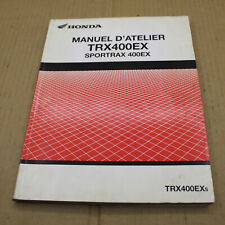 HONDA
MANUEL D'ATELIER
TRX400EX
SPORTRAX 400EX
TRX400EXs